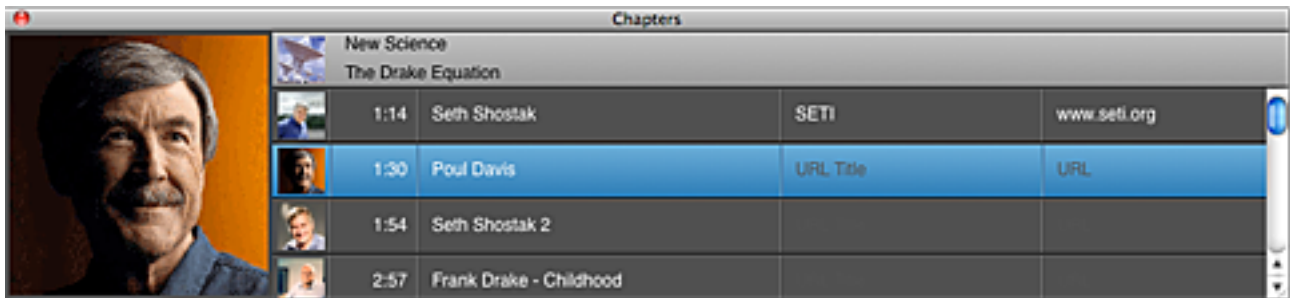 Chapters
New Science
The Drake Equation
1:14 Seth Shostak SETI www.seti.org
1:30 Poul Davis URL Title URL
1:54 Seth Shostak 2
2:57 Frank Drake - Childhood